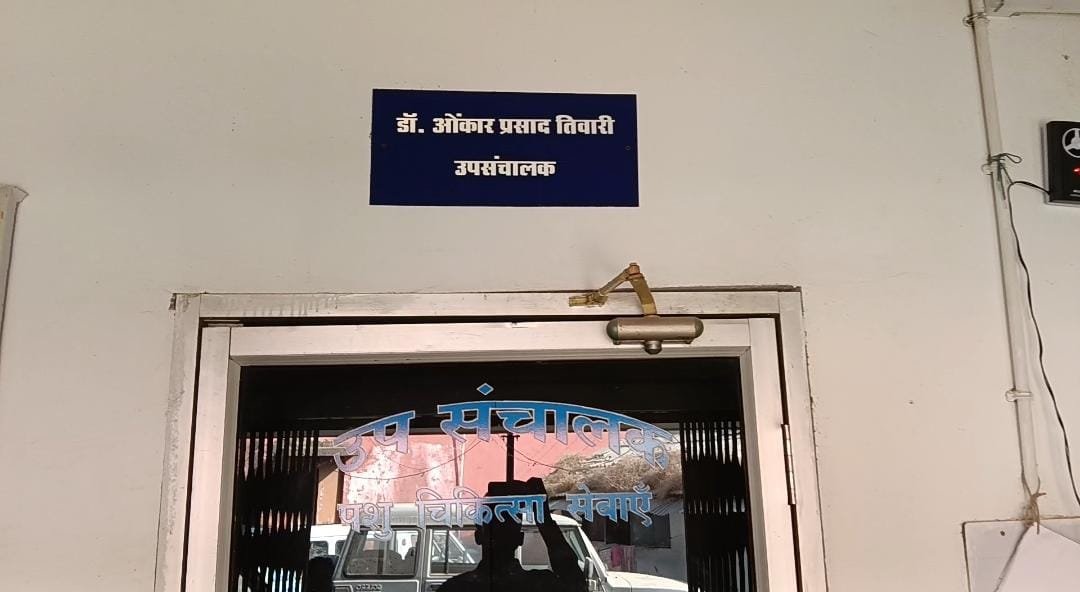 डॉ. ओंकार प्रसाद तिवारी
उपसंचालक
उप संचालक
पशु चिकित्सा सेवाएँ